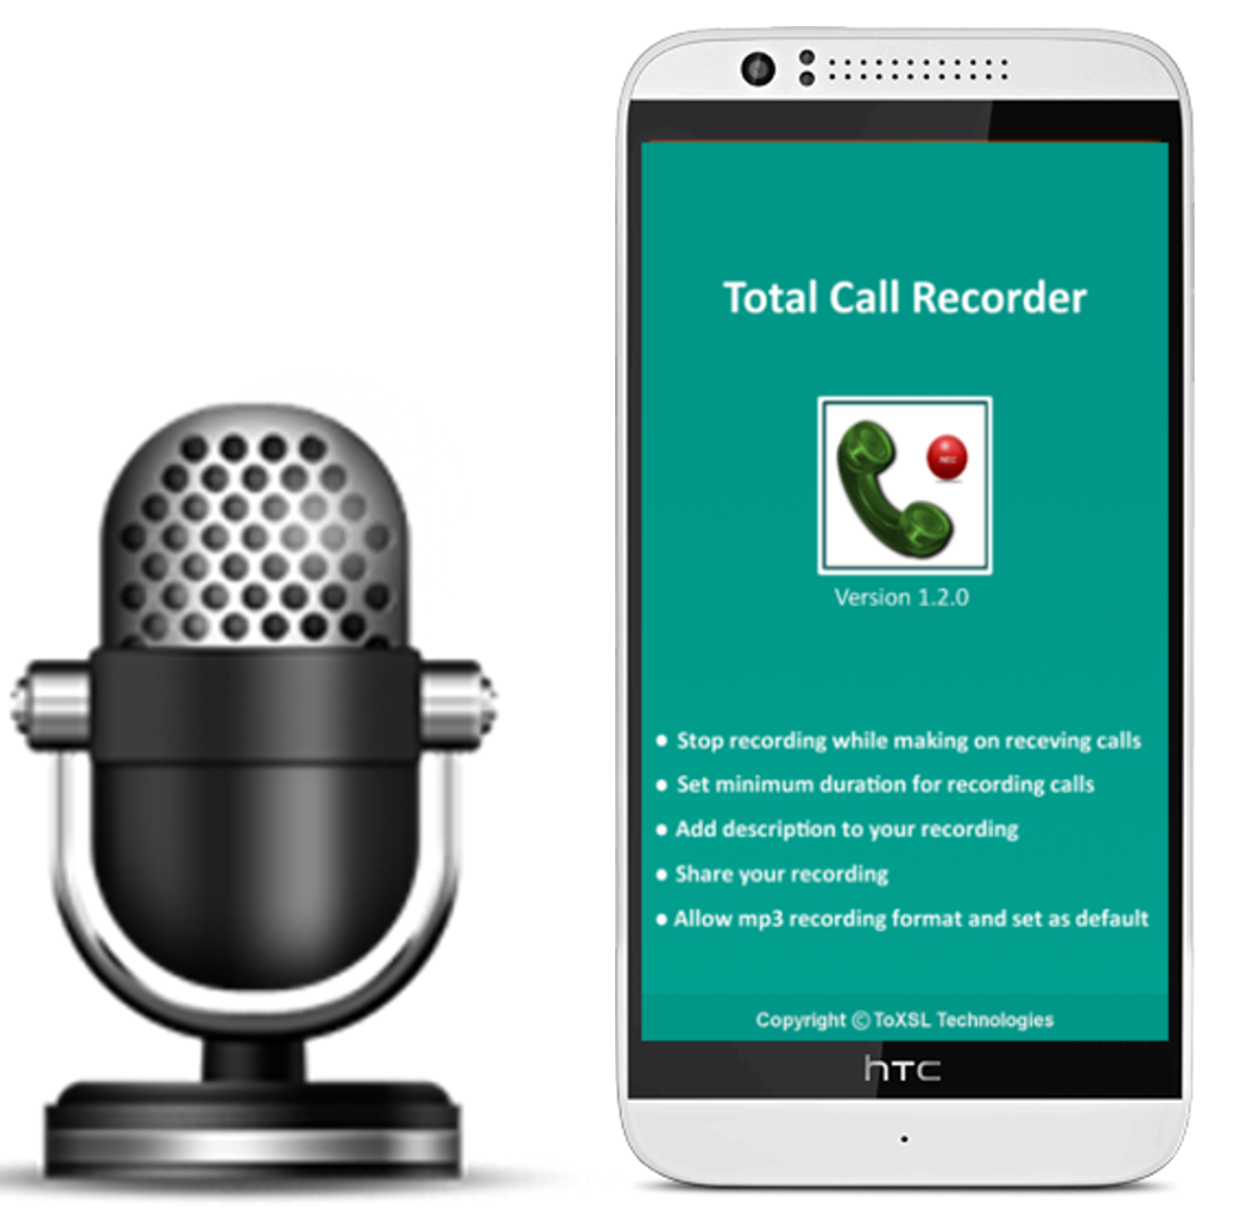 Total Call Recorder
REC
Version 1.2.0
● Stop recording while making on receving calls
● Set minimum duration for recording calls
● Add description to your recording
● Share your recording
● Allow mp3 recording format and set as default
Copyright © ToXSL Technologies
hTC